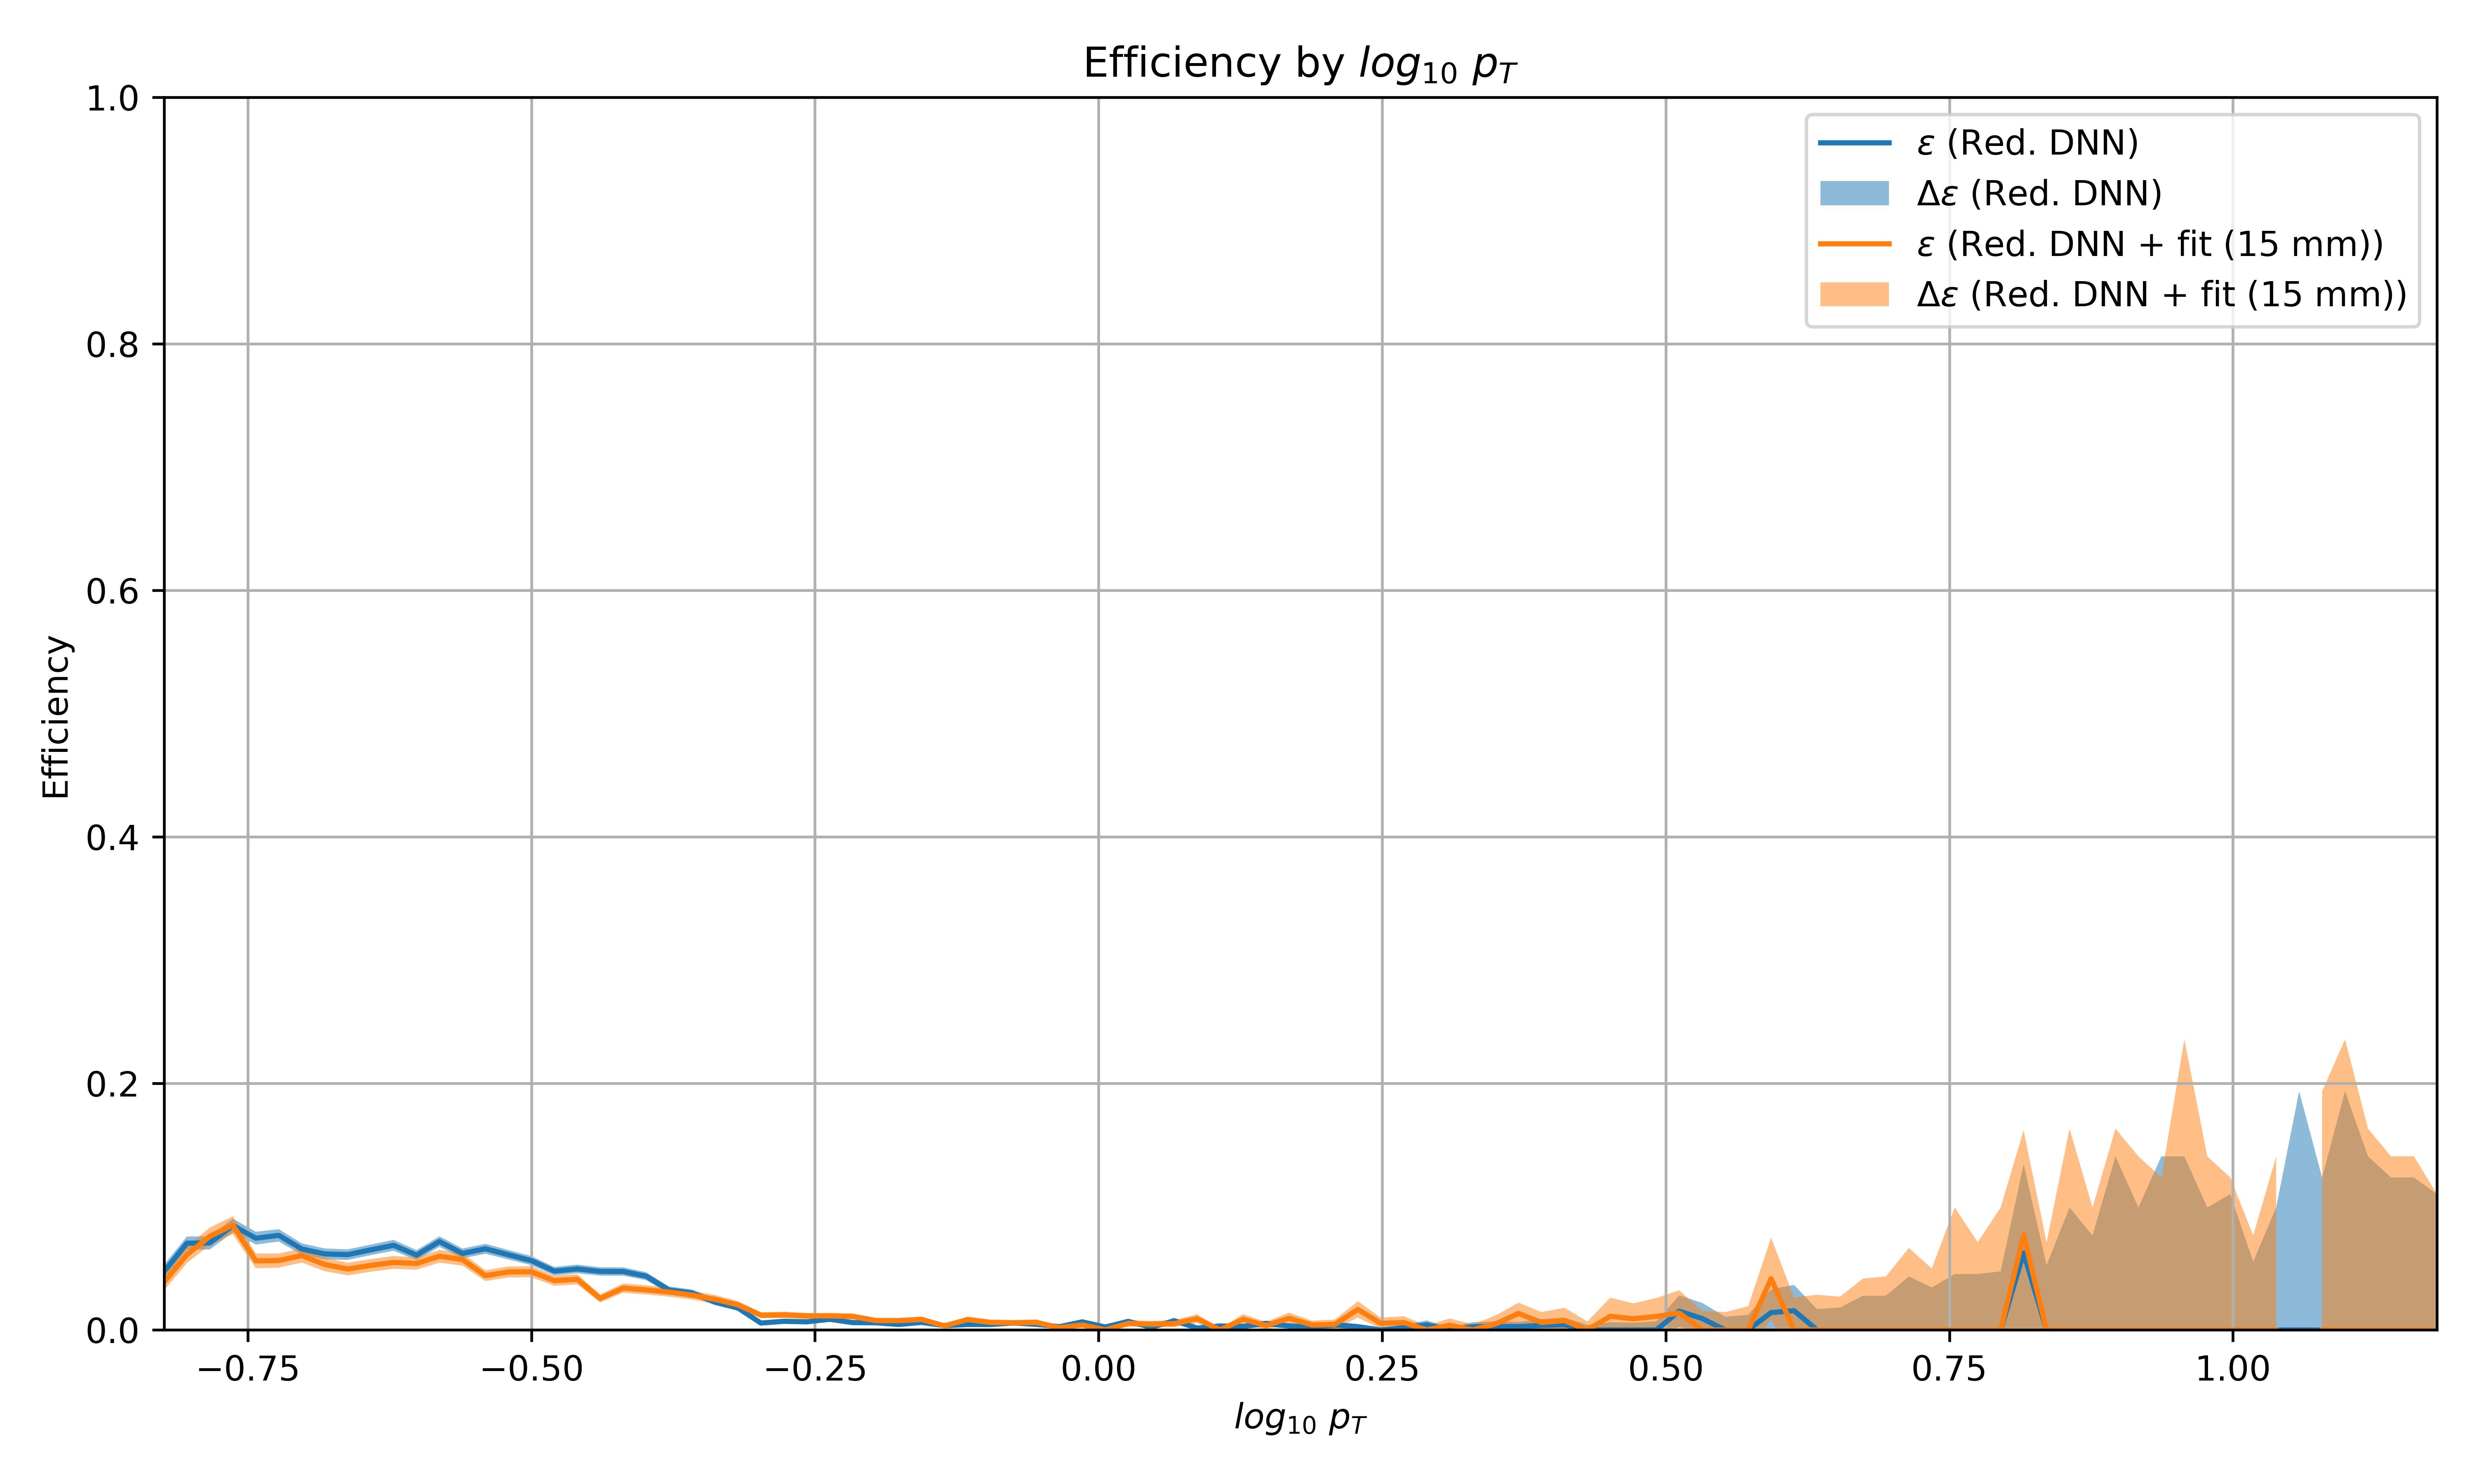 Efficiency by log₁₀ p_T
1.0
0.8
0.6
0.4
0.2
0.0
Efficiency
ε (Red. DNN)
Δε (Red. DNN)
ε (Red. DNN + fit (15 mm))
Δε (Red. DNN + fit (15 mm))
−0.75 −0.50 −0.25 0.00 0.25 0.50 0.75 1.00
log₁₀ p_T